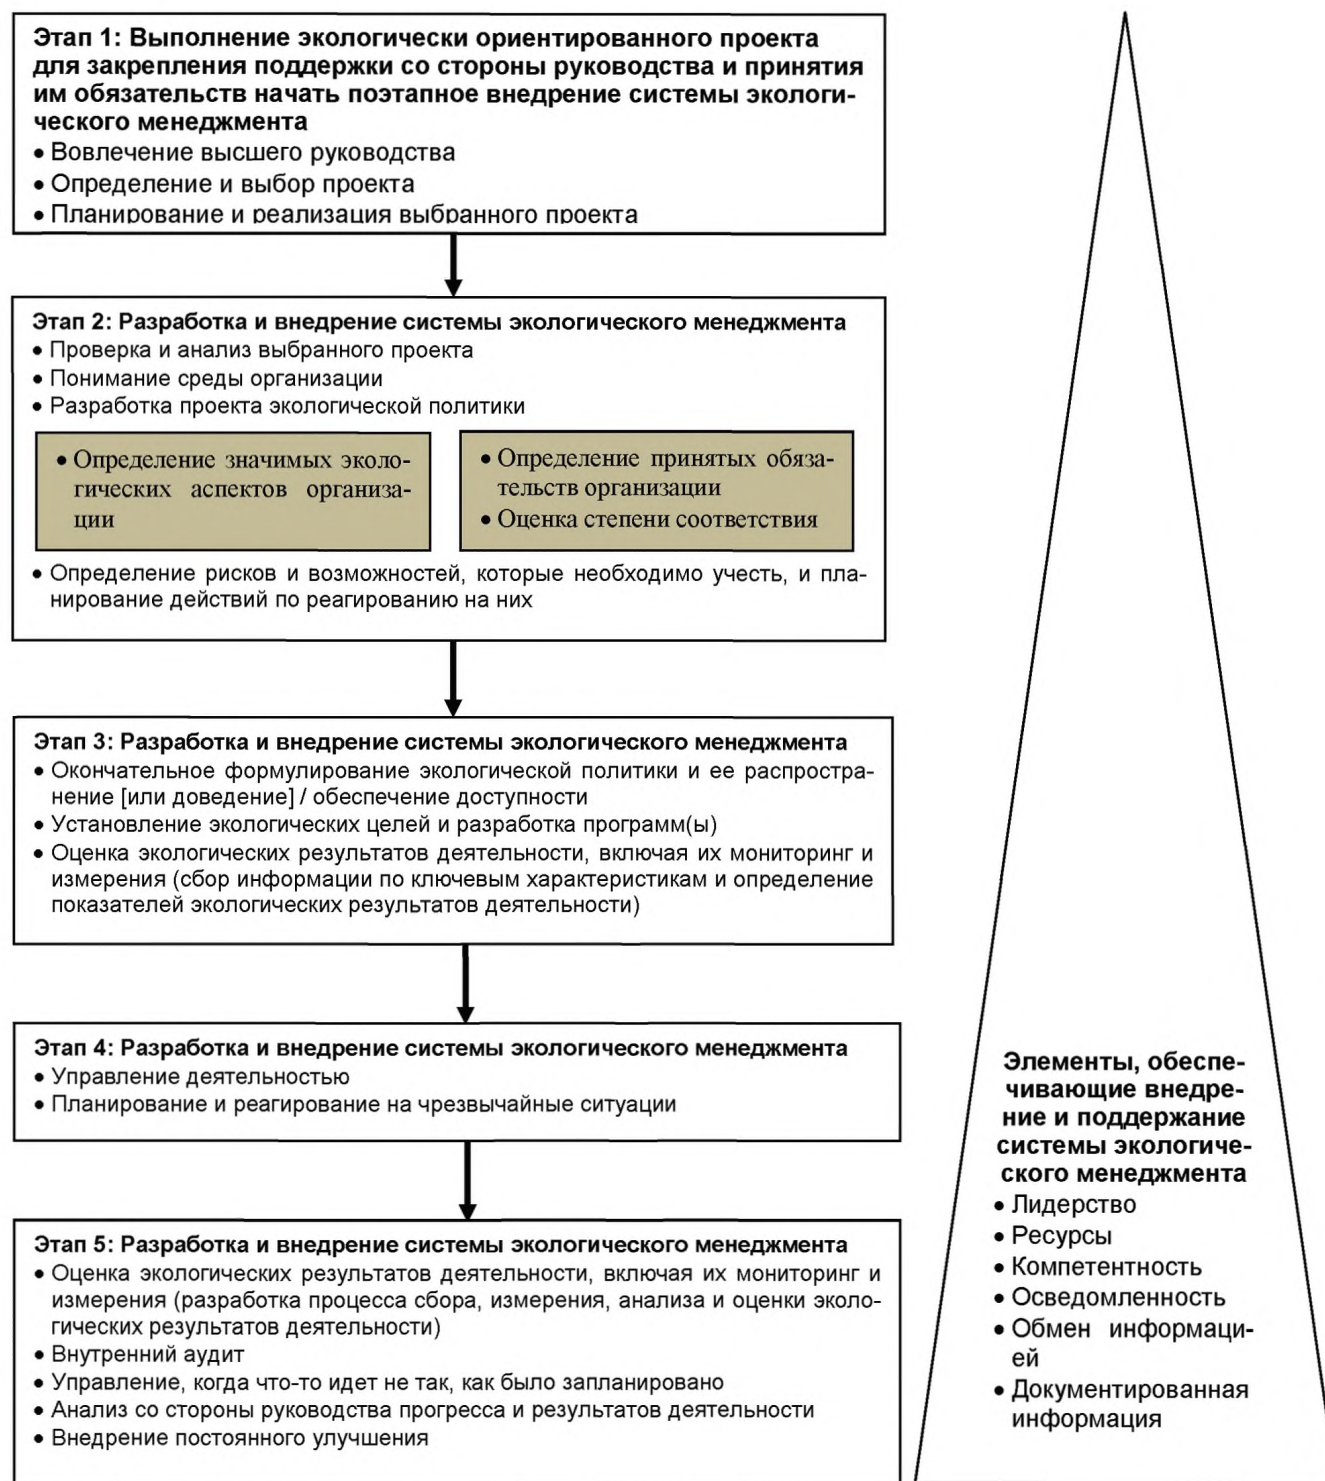 Этап 1: Выполнение экологически ориентированного проекта
для закрепления поддержки со стороны руководства и принятия
им обязательств начать поэтапное внедрение системы экологи-
ческого менеджмента
• Вовлечение высшего руководства
• Определение и выбор проекта
• Планирование и реализация выбранного проекта
Этап 2: Разработка и внедрение системы экологического менеджмента
• Проверка и анализ выбранного проекта
• Понимание среды организации
• Разработка проекта экологической политики
• Определение значимых эколо-
гических аспектов организа-
ции
• Определение принятых обяза-
тельств организации
• Оценка степени соответствия
• Определение рисков и возможностей, которые необходимо учесть, и пла-
нирование действий по реагированию на них
Этап 3: Разработка и внедрение системы экологического менеджмента
• Окончательное формулирование экологической политики и ее распростра-
нение [или доведение] / обеспечение доступности
• Установление экологических целей и разработка программ(ы)
• Оценка экологических результатов деятельности, включая их мониторинг и
измерения (сбор информации по ключевым характеристикам и определение
показателей экологических результатов деятельности)
Этап 4: Разработка и внедрение системы экологического менеджмента
• Управление деятельностью
• Планирование и реагирование на чрезвычайные ситуации
Этап 5: Разработка и внедрение системы экологического менеджмента
• Оценка экологических результатов деятельности, включая их мониторинг и
измерения (разработка процесса сбора, измерения, анализа и оценки эколо-
гических результатов деятельности)
• Внутренний аудит
• Управление, когда что-то идет не так, как было запланировано
• Анализ со стороны руководства прогресса и результатов деятельности
• Внедрение постоянного улучшения
Элементы, обеспе-
чивающие внедре-
ние и поддержание
системы экологиче-
ского менеджмента
• Лидерство
• Ресурсы
• Компетентность
• Осведомленность
• Обмен информаци-
ей
• Документированная
информация